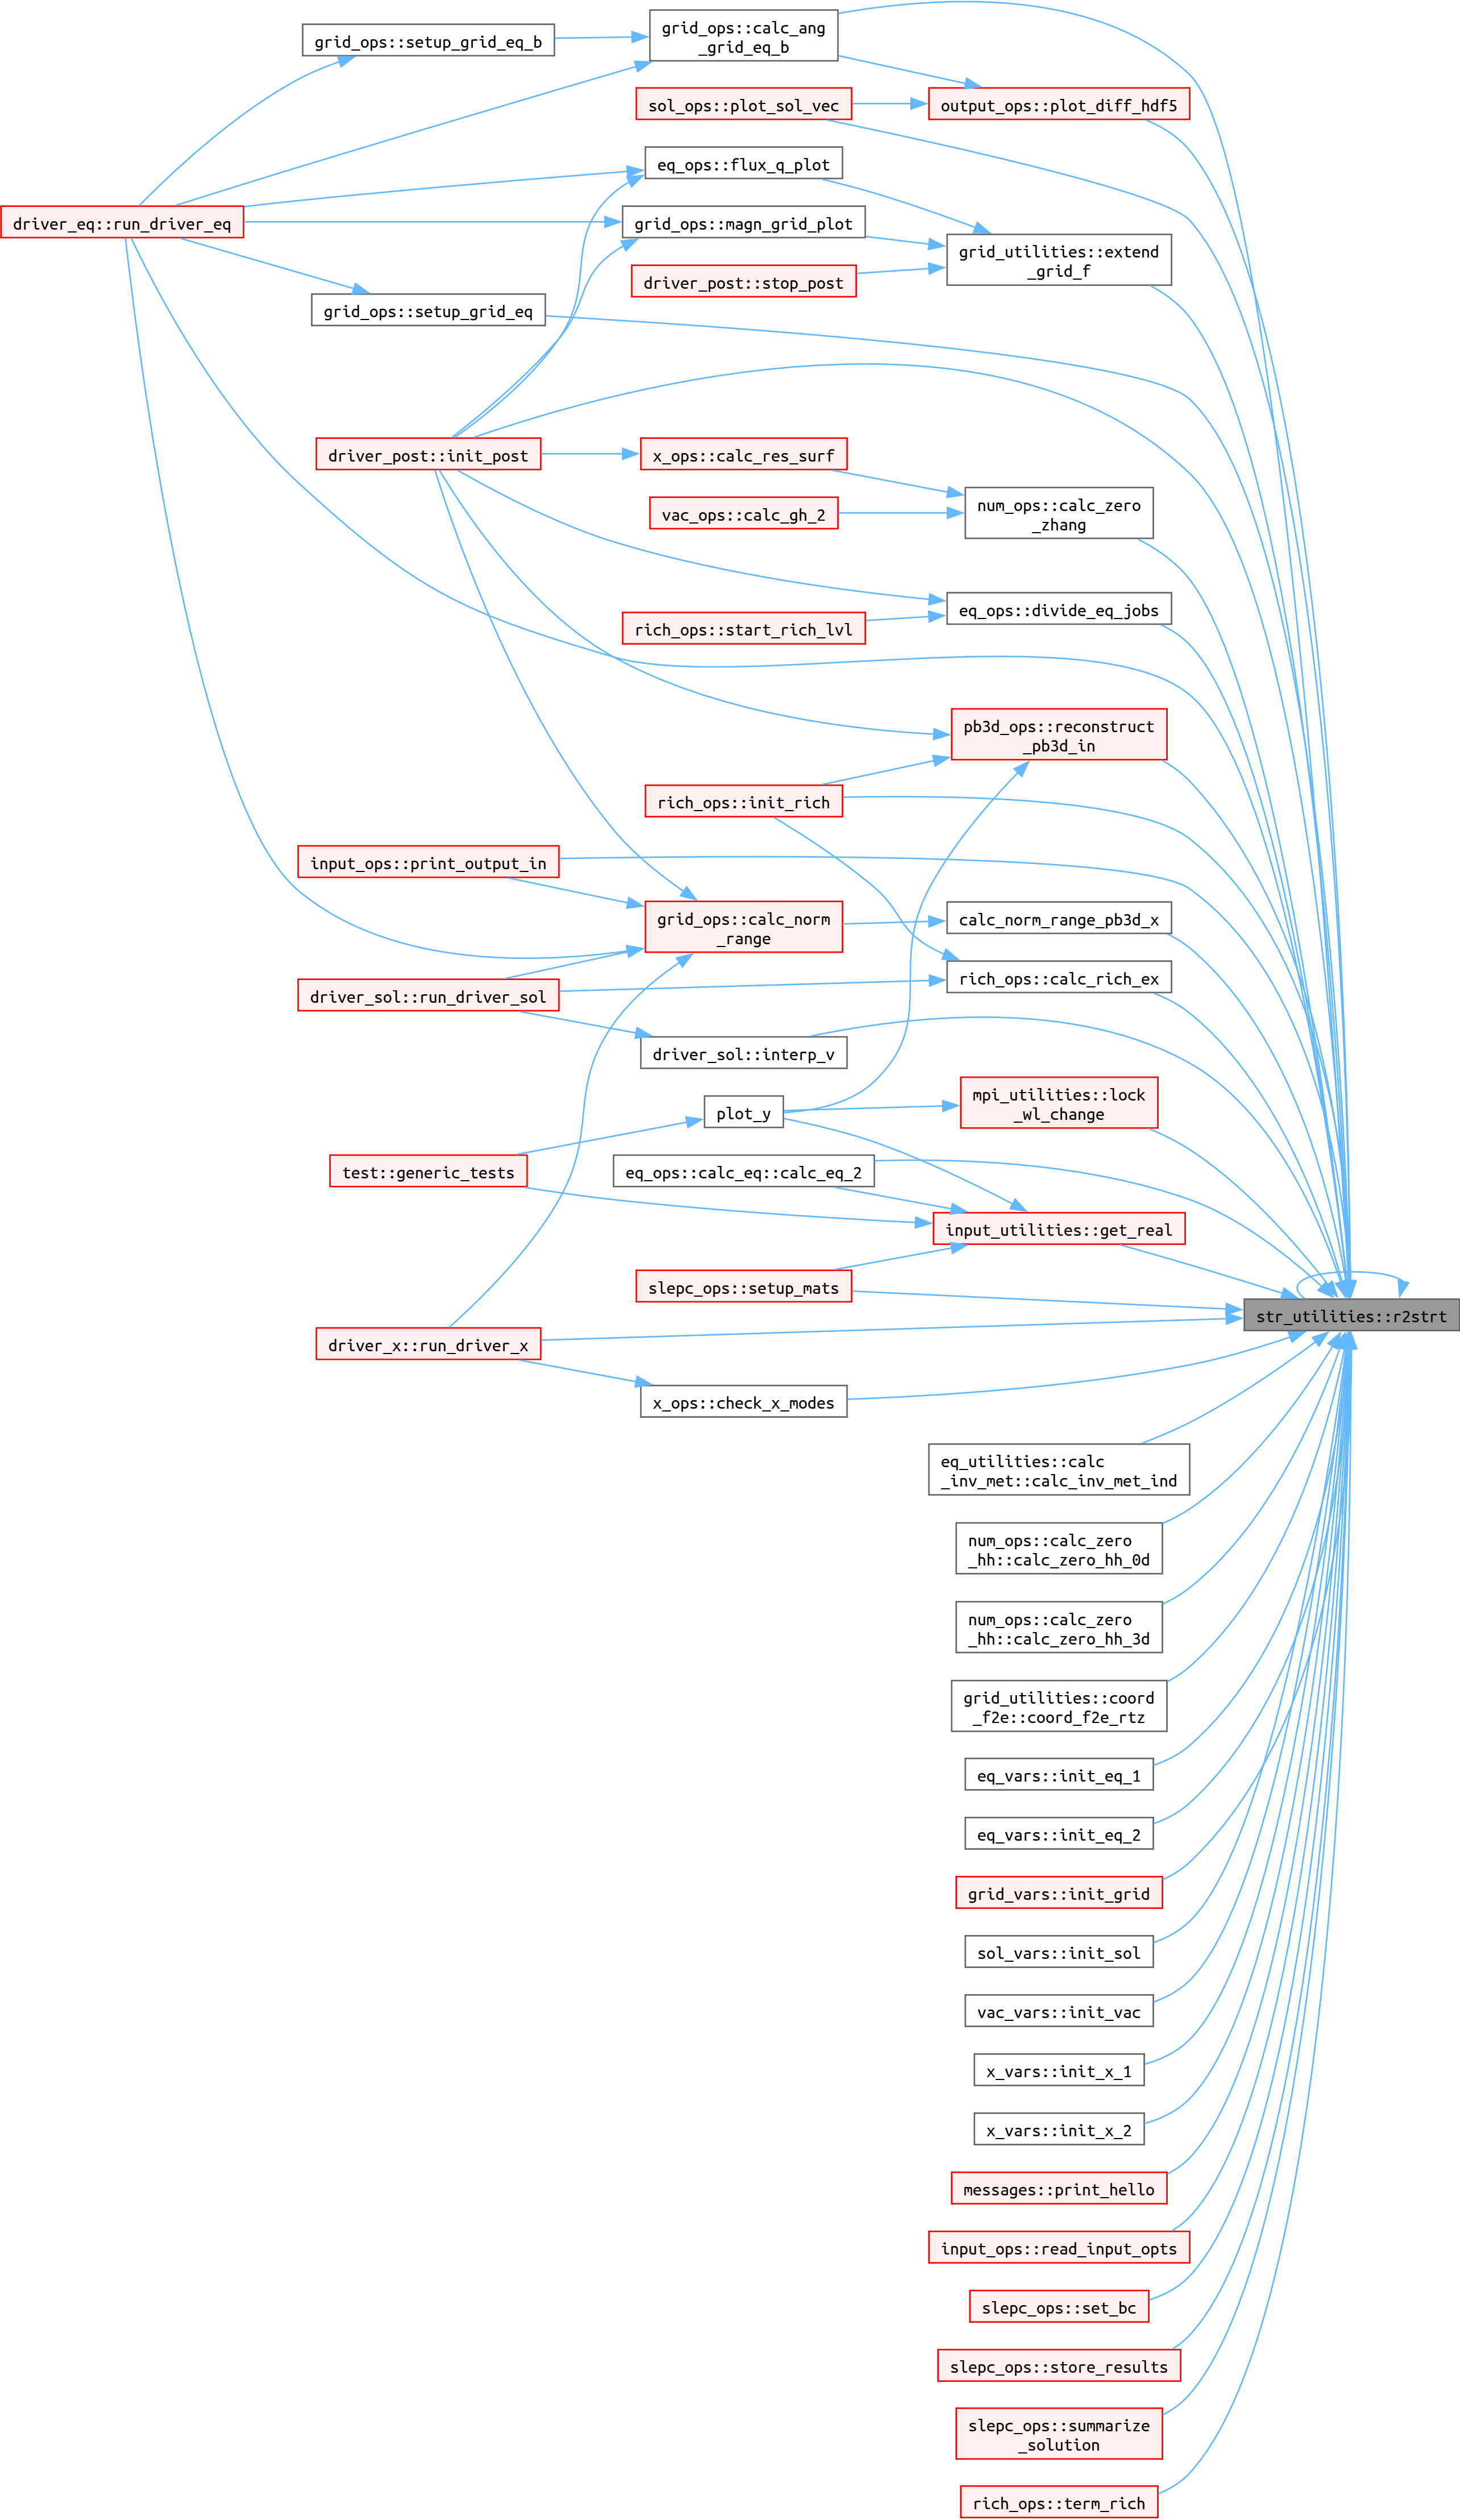 grid_ops::calc_ang
_grid_eq_b
grid_ops::setup_grid_eq_b
sol_ops::plot_sol_vec
output_ops::plot_diff_hdf5
eq_ops::flux_q_plot
driver_eq::run_driver_eq
grid_ops::magn_grid_plot
grid_utilities::extend
_grid_f
driver_post::stop_post
grid_ops::setup_grid_eq
driver_post::init_post
x_ops::calc_res_surf
num_ops::calc_zero
_zhang
vac_ops::calc_gh_2
eq_ops::divide_eq_jobs
rich_ops::start_rich_lvl
pb3d_ops::reconstruct
_pb3d_in
rich_ops::init_rich
input_ops::print_output_in
grid_ops::calc_norm
_range
calc_norm_range_pb3d_x
rich_ops::calc_rich_ex
driver_sol::run_driver_sol
driver_sol::interp_v
mpi_utilities::lock
_wl_change
plot_y
test::generic_tests
eq_ops::calc_eq::calc_eq_2
input_utilities::get_real
slepc_ops::setup_mats
str_utilities::r2strt
driver_x::run_driver_x
x_ops::check_x_modes
eq_utilities::calc
_inv_met::calc_inv_met_ind
num_ops::calc_zero
_hh::calc_zero_hh_0d
num_ops::calc_zero
_hh::calc_zero_hh_3d
grid_utilities::coord
_f2e::coord_f2e_rtz
eq_vars::init_eq_1
eq_vars::init_eq_2
grid_vars::init_grid
sol_vars::init_sol
vac_vars::init_vac
x_vars::init_x_1
x_vars::init_x_2
messages::print_hello
input_ops::read_input_opts
slepc_ops::set_bc
slepc_ops::store_results
slepc_ops::summarize
_solution
rich_ops::term_rich